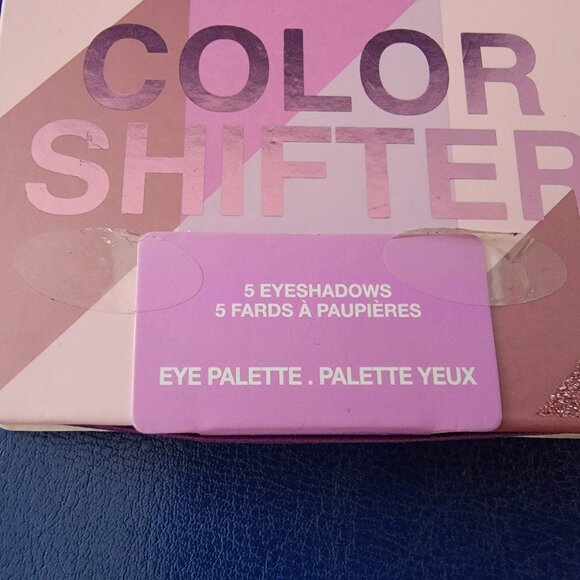 COLOR
SHIFTER
5 EYESHADOWS
5 FARDS À PAUPIÈRES
EYE PALETTE . PALETTE YEUX